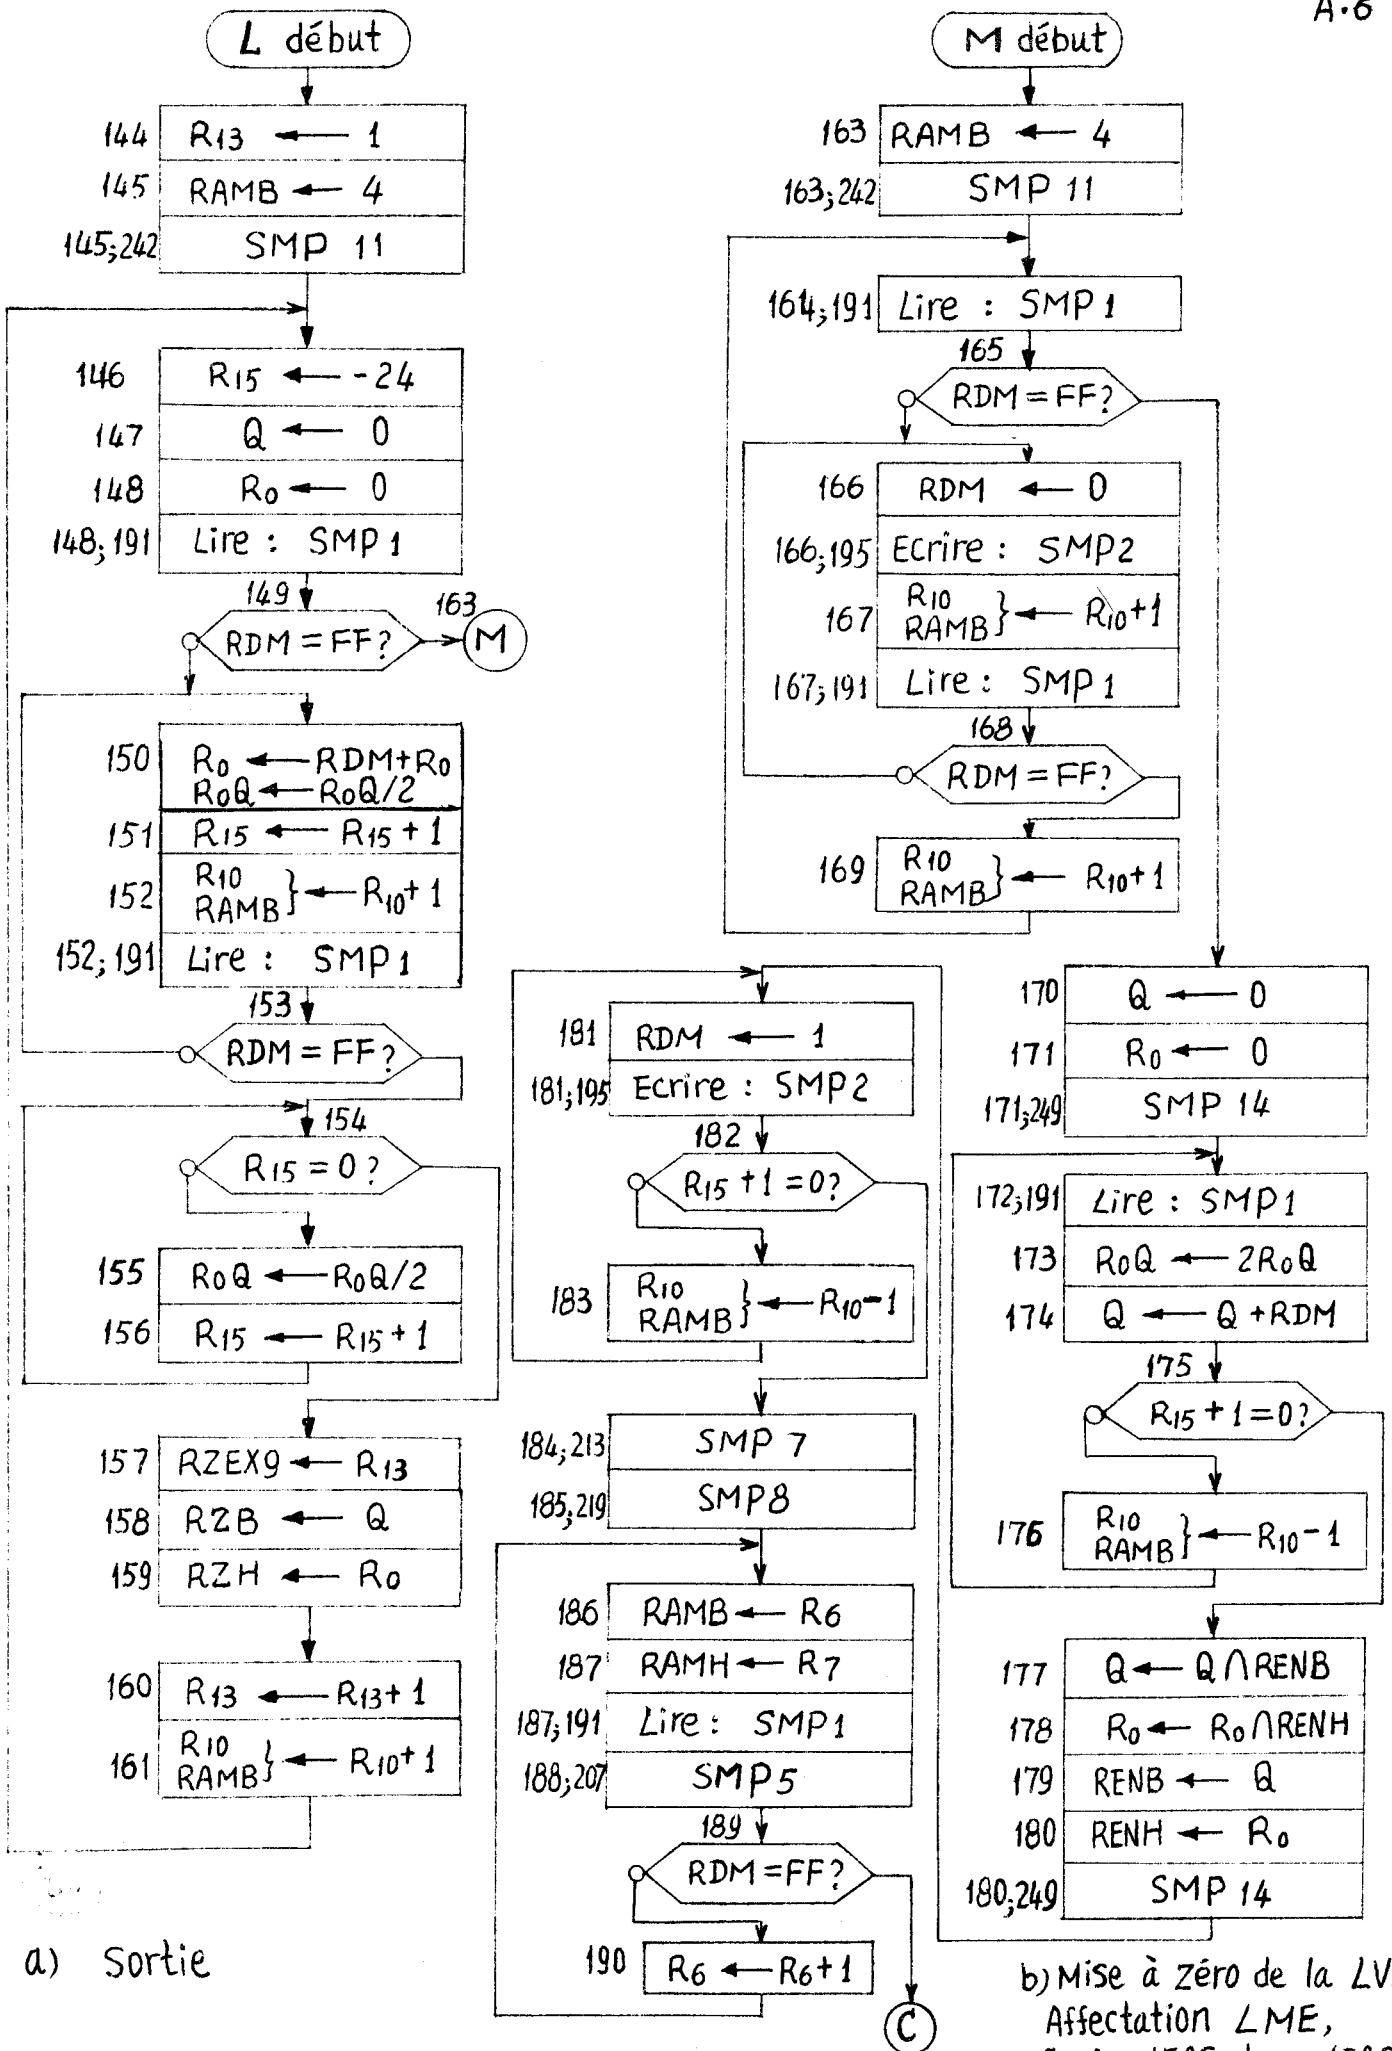 A.6
L début
144 R13 ← 1
145 RAMB ← 4
145;242 SMP 11
146 R15 ← -24
147 Q ← 0
148 R0 ← 0
148;191 Lire : SMP 1
149
RDM = FF?
163
M
150 R0 ← RDM+R0
R0Q ← R0Q/2
151 R15 ← R15 + 1
152 R10 RAMB } ← R10 + 1
152;191 Lire : SMP 1
153
RDM = FF?
154
R15 = 0 ?
155 R0Q ← R0Q/2
156 R15 ← R15 + 1
157 RZEX9 ← R13
158 RZB ← Q
159 RZH ← R0
160 R13 ← R13 + 1
161 R10 RAMB } ← R10 + 1
a) Sortie
M début
163 RAMB ← 4
163;242 SMP 11
164;191 Lire : SMP 1
165
RDM = FF?
166 RDM ← 0
166;195 Ecrire : SMP2
167 R10 RAMB } ← R10+1
167;191 Lire : SMP 1
168
RDM = FF?
169 R10 RAMB } ← R10+1
170 Q ← 0
171 R0 ← 0
171;249 SMP 14
172;191 Lire : SMP1
173 R0Q ← 2R0Q
174 Q ← Q + RDM
175
R15 + 1 = 0?
176 R10 RAMB } ← R10-1
177 Q ← Q ∩ RENB
178 R0 ← R0 ∩ RENH
179 RENB ← Q
180 RENH ← R0
180;249 SMP 14
181 RDM ← 1
181;195 Ecrire : SMP2
182
R15 + 1 = 0?
183 R10 RAMB } ← R10-1
184;213 SMP 7
185;219 SMP8
186 RAMB ← R6
187 RAMH ← R7
187;191 Lire : SMP1
188;207 SMP5
189
RDM = FF?
190 R6 ← R6+1
C
b) Mise à zéro de la LV
Affectation LME,